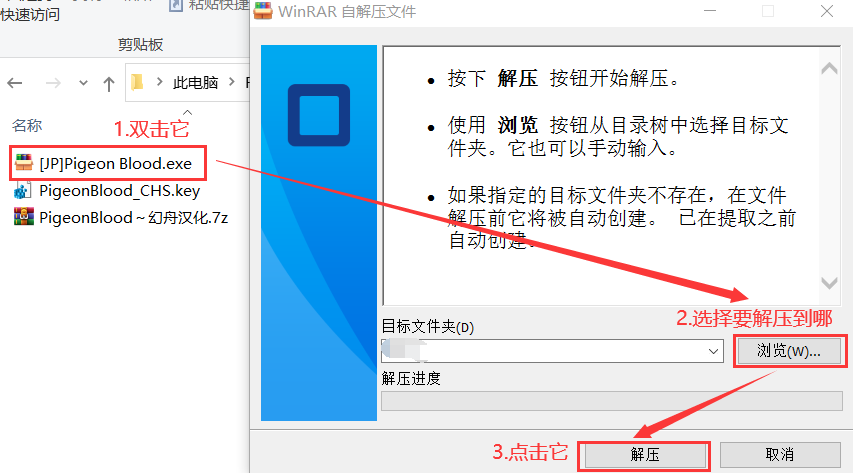 粘贴快捷
快速访问
剪贴板
此电脑
名称
1.双击它
[JP]Pigeon Blood.exe
PigeonBlood_CHS.key
PigeonBlood～幻舟汉化.7z
WinRAR 自解压文件
按下 解压 按钮开始解压。
使用 浏览 按钮从目录树中选择目标文
件夹。它也可以手动输入。
如果指定的目标文件夹不存在，在文件
解压前它将被自动创建。 已在提取之前
自动创建。
2.选择要解压到哪
目标文件夹(D)
浏览(W)...
解压进度
3.点击它
解压
取消